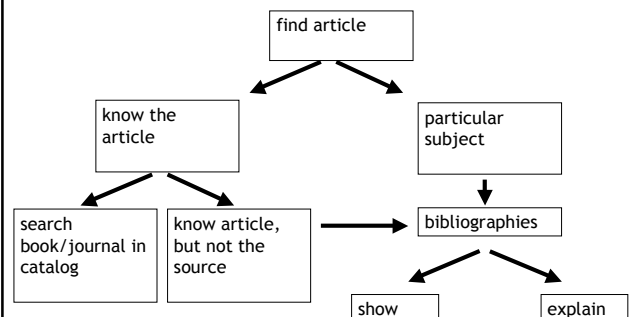 find article
know the
article
particular
subject
search
book/journal in
catalog
know article,
but not the
source
bibliographies
show
explain